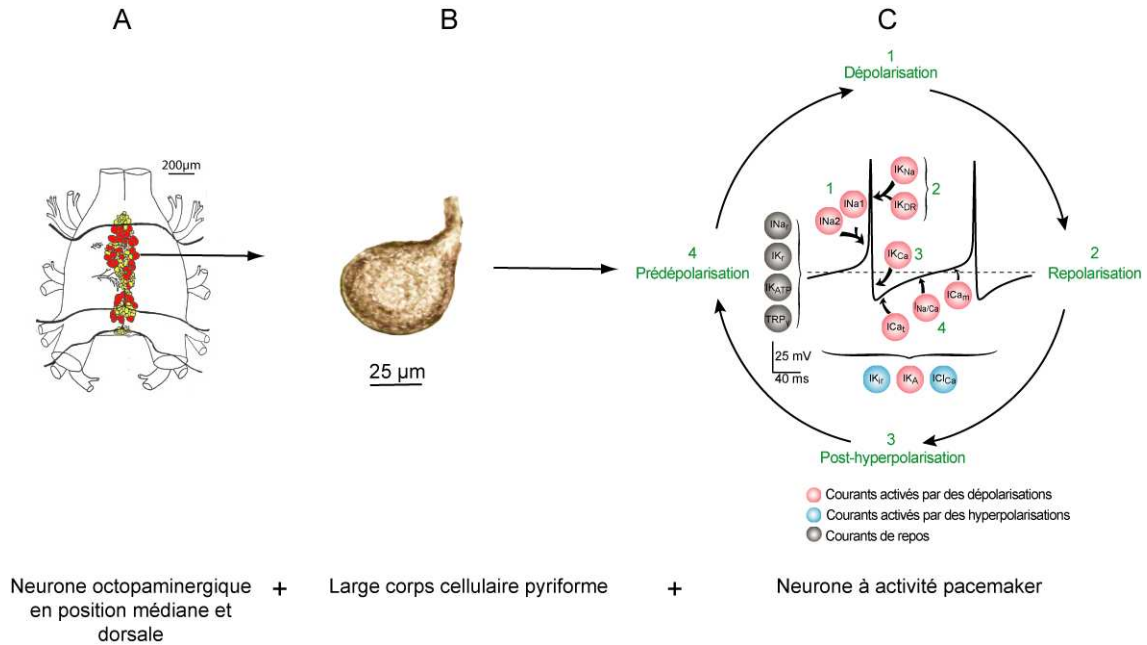 A
B
C
200µm
25 µm
1
Dépolarisation
2
Repolarisation
3
Post-hyperpolarisation
4
Prédépolarisation
1
INa1
INa2
IKNa
IKDR
2
IKCa
3
INar
IKr
IKATP
ICat
Na/Ca
ICam
4
25 mV
40 ms
IKir
IKA
IClCa
Courants activés par des dépolarisations
Courants activés par des hyperpolarisations
Courants de repos
Neurone octopaminergique
en position médiane et
dorsale
+
Large corps cellulaire pyriforme
+
Neurone à activité pacemaker